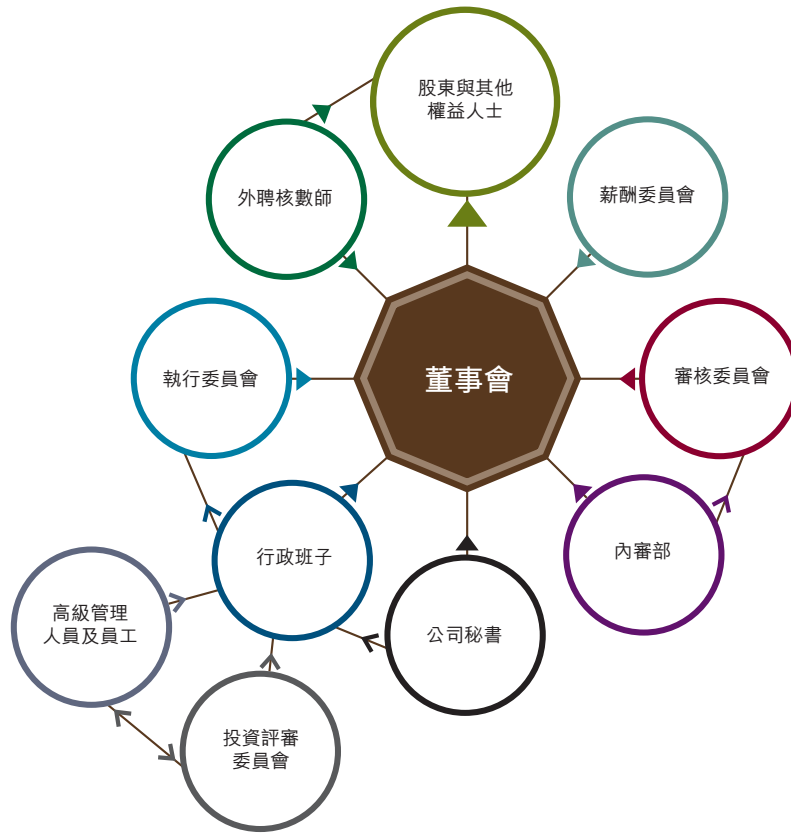 股東與其他
權益人士
外聘核數師
薪酬委員會
執行委員會
董事會
審核委員會
行政班子
內審部
高級管理
人員及員工
公司秘書
投資評審
委員會